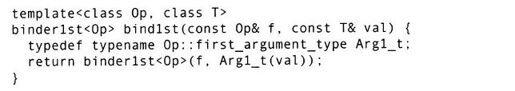 template<class Op, class T>
binder1st<Op> bind1st(const Op& f, const T& val) {
  typedef typename Op::first_argument_type Arg1_t;
  return binder1st<Op>(f, Arg1_t(val));
}